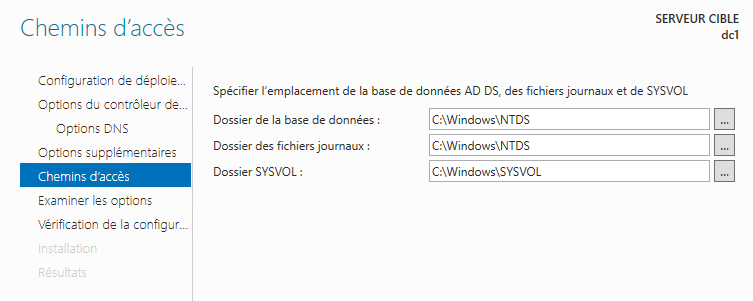 Chemins d’accès
SERVEUR CIBLE
dc1
Configuration de déploie...
Options du contrôleur de...
Options DNS
Options supplémentaires
Chemins d’accès
Examiner les options
Vérification de la configur...
Installation
Résultats
Spécifier l’emplacement de la base de données AD DS, des fichiers journaux et de SYSVOL
Dossier de la base de données : C:\Windows\NTDS ...
Dossier des fichiers journaux : C:\Windows\NTDS ...
Dossier SYSVOL : C:\Windows\SYSVOL ...